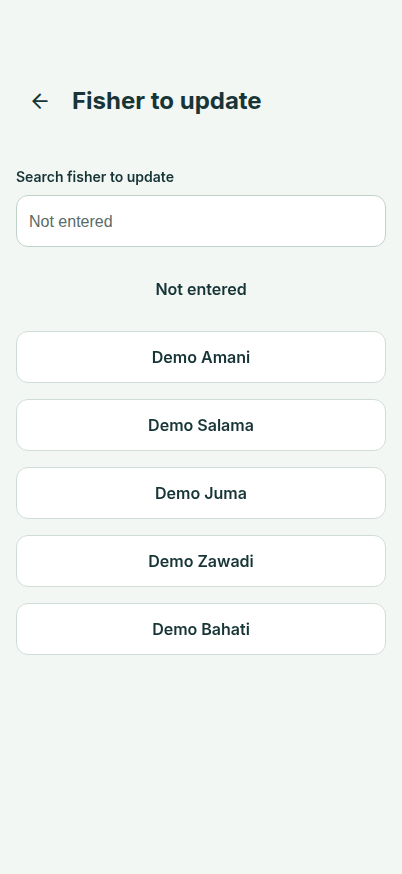 Fisher to update
Search fisher to update
Not entered
Not entered
Demo Amani
Demo Salama
Demo Juma
Demo Zawadi
Demo Bahati